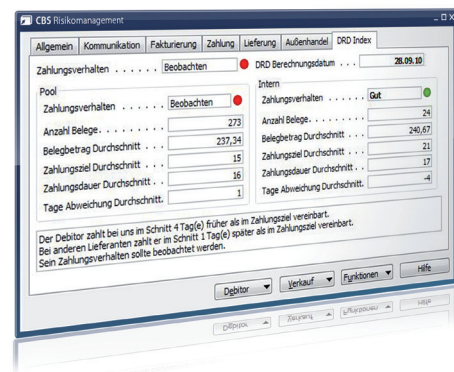 CBS Risikomanagement
Allgemein Kommunikation Fakturierung Zahlung Lieferung Außenhandel DRD Index
Zahlungsverhalten . . . . . . Beobachten DRD Berechnungsdatum . . . 28.09.10
Pool
Zahlungsverhalten . . . . . . Beobachten
Anzahl Belege. . . . . . . . . 273
Belegbetrag Durchschnitt . . . 237,34
Zahlungsziel Durchschnitt . . . 15
Zahlungsdauer Durchschnitt . . 16
Tage Abweichung Durchschnitt. 1
Intern
Zahlungsverhalten . . . . . . Gut
Anzahl Belege. . . . . . . . . 24
Belegbetrag Durchschnitt . . . 240,67
Zahlungsziel Durchschnitt . . . 21
Zahlungsdauer Durchschnitt . . 17
Tage Abweichung Durchschnitt. -4
Der Debitor zahlt bei uns im Schnitt 4 Tag(e) früher als im Zahlungsziel vereinbart.
Bei anderen Lieferanten zahlt er im Schnitt 1 Tag(e) später als im Zahlungsziel vereinbart.
Sein Zahlungsverhalten sollte beobachtet werden.
Debitor Verkauf Funktionen Hilfe